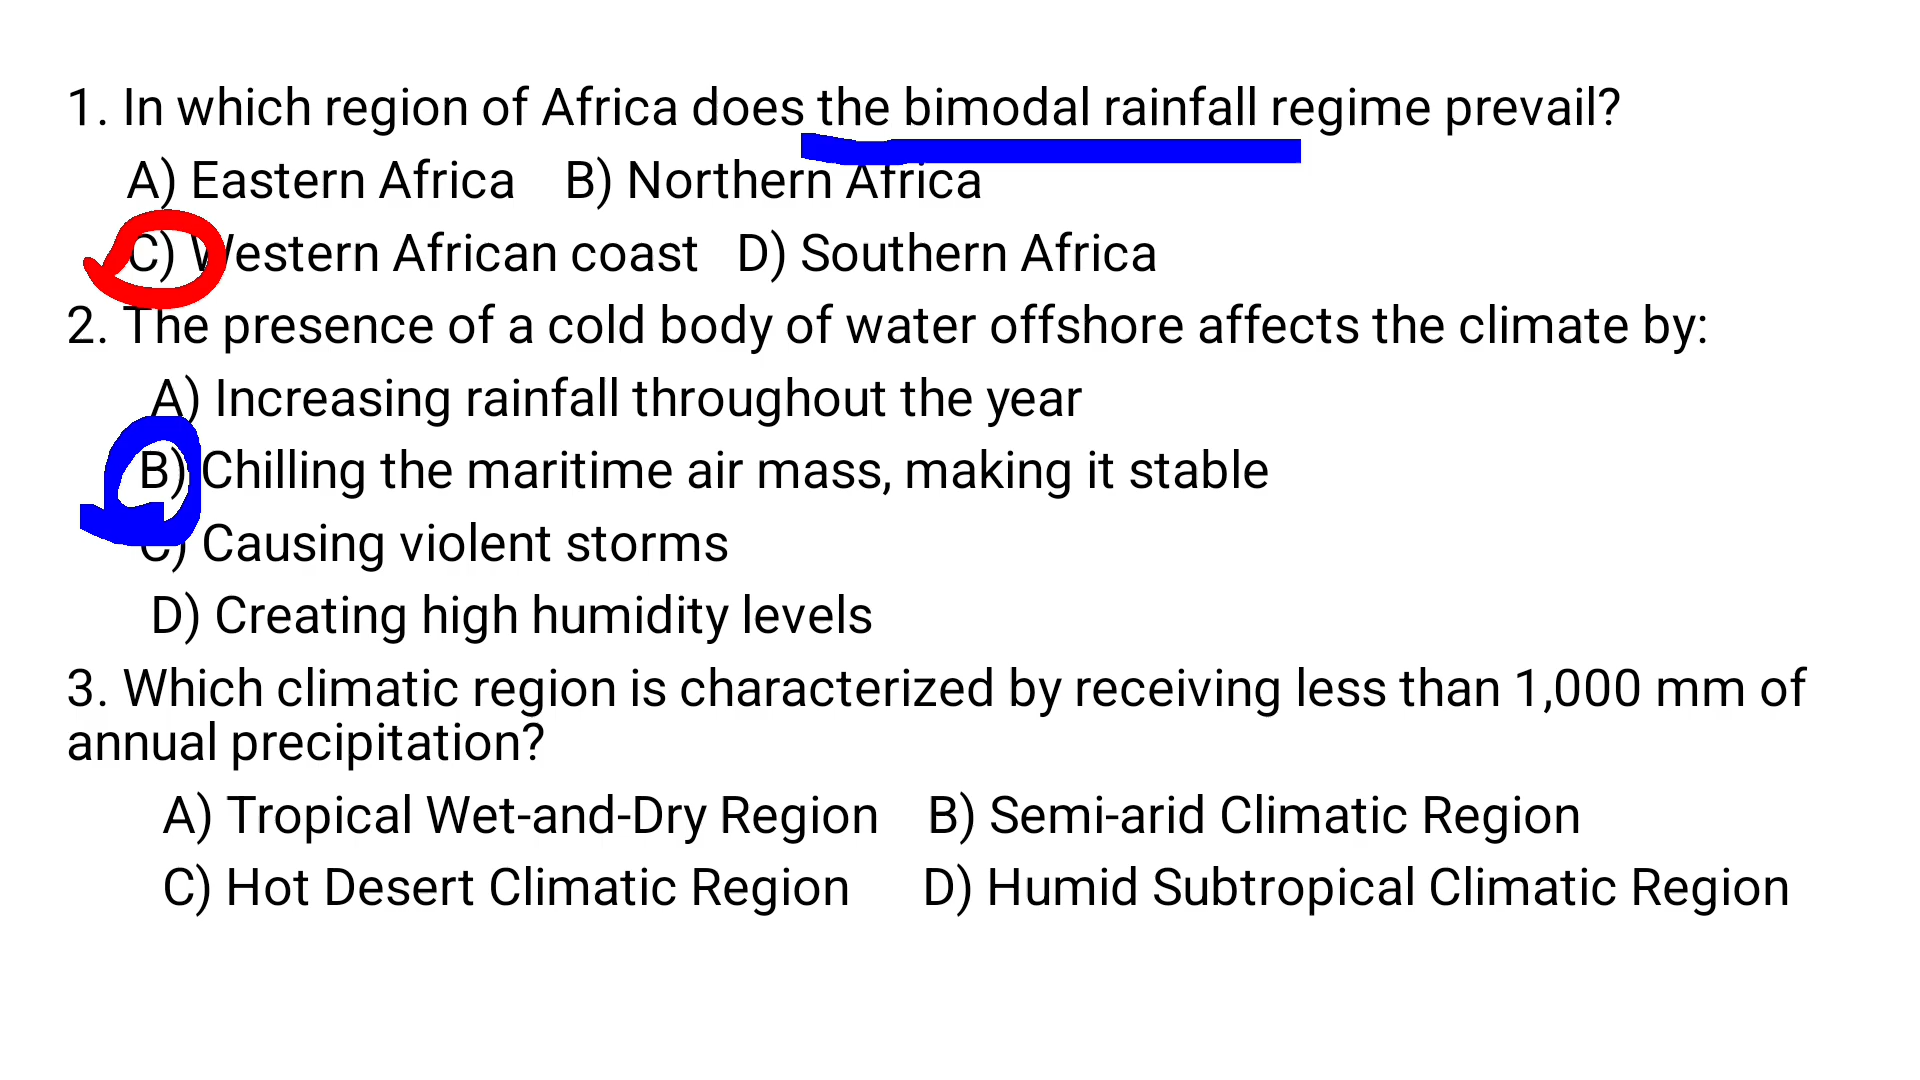 1. In which region of Africa does the bimodal rainfall regime prevail?
A) Eastern Africa B) Northern Africa
C) Western African coast D) Southern Africa
2. The presence of a cold body of water offshore affects the climate by:
A) Increasing rainfall throughout the year
B) Chilling the maritime air mass, making it stable
C) Causing violent storms
D) Creating high humidity levels
3. Which climatic region is characterized by receiving less than 1,000 mm of
annual precipitation?
A) Tropical Wet-and-Dry Region B) Semi-arid Climatic Region
C) Hot Desert Climatic Region D) Humid Subtropical Climatic Region